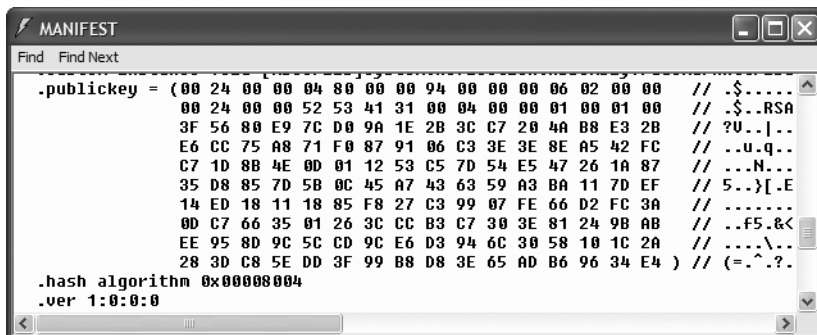 MANIFEST
Find Find Next
.publickey = (00 24 00 00 04 80 00 00 94 00 00 00 06 02 00 00 // .$.....
00 24 00 00 52 53 41 31 00 04 00 00 01 00 01 00 // .$..RSA
3F 56 80 E9 7C D0 9A 1E 2B 3C C7 20 4A B8 E3 2B // ?V..|..
E6 CC 75 A8 71 F0 87 91 06 C3 3E 3E 8E A5 42 FC // ..u.q..
C7 1D 8B 4E 0D 01 12 53 C5 7D 54 E5 47 26 1A 87 // ...N...
35 D8 85 7D 5B 0C 45 A7 43 63 59 A3 BA 11 7D EF // 5..}[.E
14 ED 18 11 18 85 F8 27 C3 99 07 FE 66 D2 FC 3A // .......
0D C7 66 35 01 26 3C CC B3 C7 30 3E 81 24 9B AB // ..f5.&<
EE 95 8D 9C 5C CD 9C E6 D3 94 6C 30 58 10 1C 2A // ....\..
28 3D C8 5E DD 3F 99 B8 D8 3E 65 AD B6 96 34 E4 ) // (=.^.?.
.hash algorithm 0x00008004
.ver 1:0:0:0